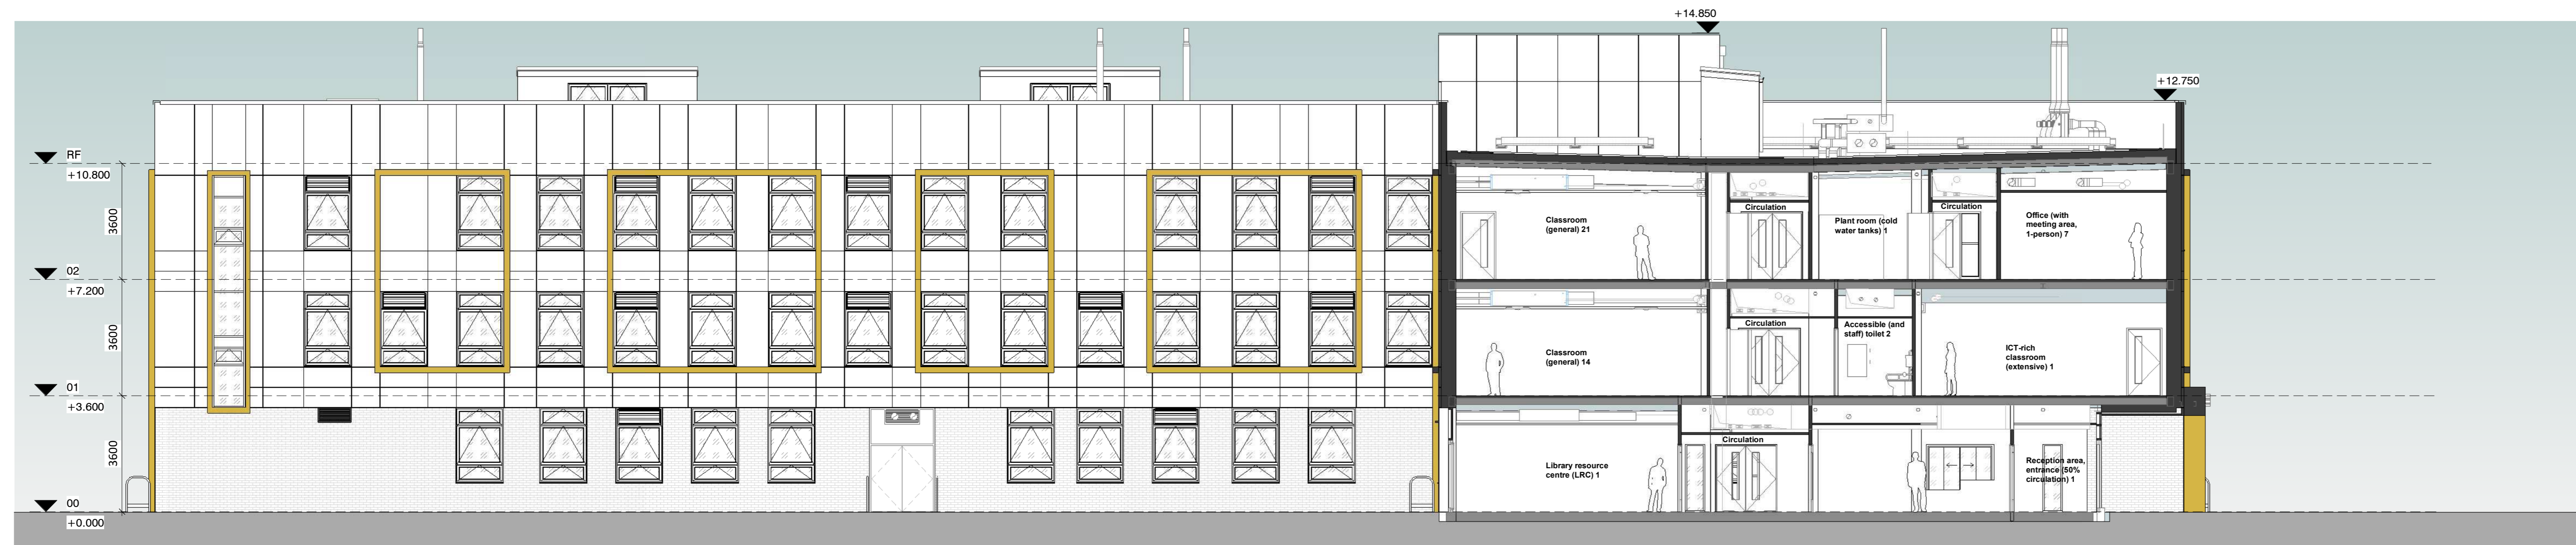 +14.850
+12.750
RF
+10.800
3600
02
+7.200
3600
01
+3.600
3600
00
+0.000
Classroom
(general) 21
Circulation
Plant room (cold
water tanks) 1
Circulation
Office (with
meeting area,
1-person) 7
Classroom
(general) 14
Circulation
Accessible (and
staff) toilet 2
ICT-rich
classroom
(extensive) 1
Library resource
centre (LRC) 1
Circulation
Reception area,
entrance (50%
circulation) 1